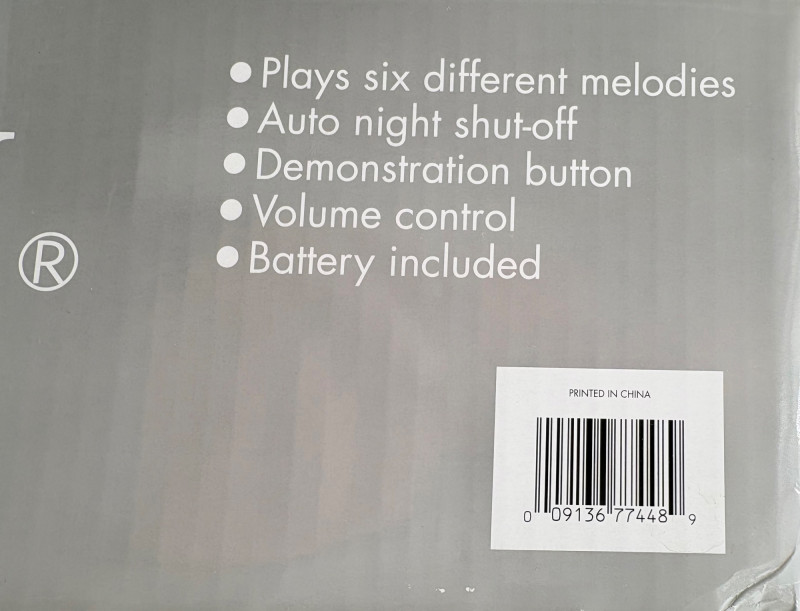 ● Plays six different melodies
● Auto night shut-off
● Demonstration button
● Volume control
● Battery included
®
PRINTED IN CHINA
0 09136 77448 9